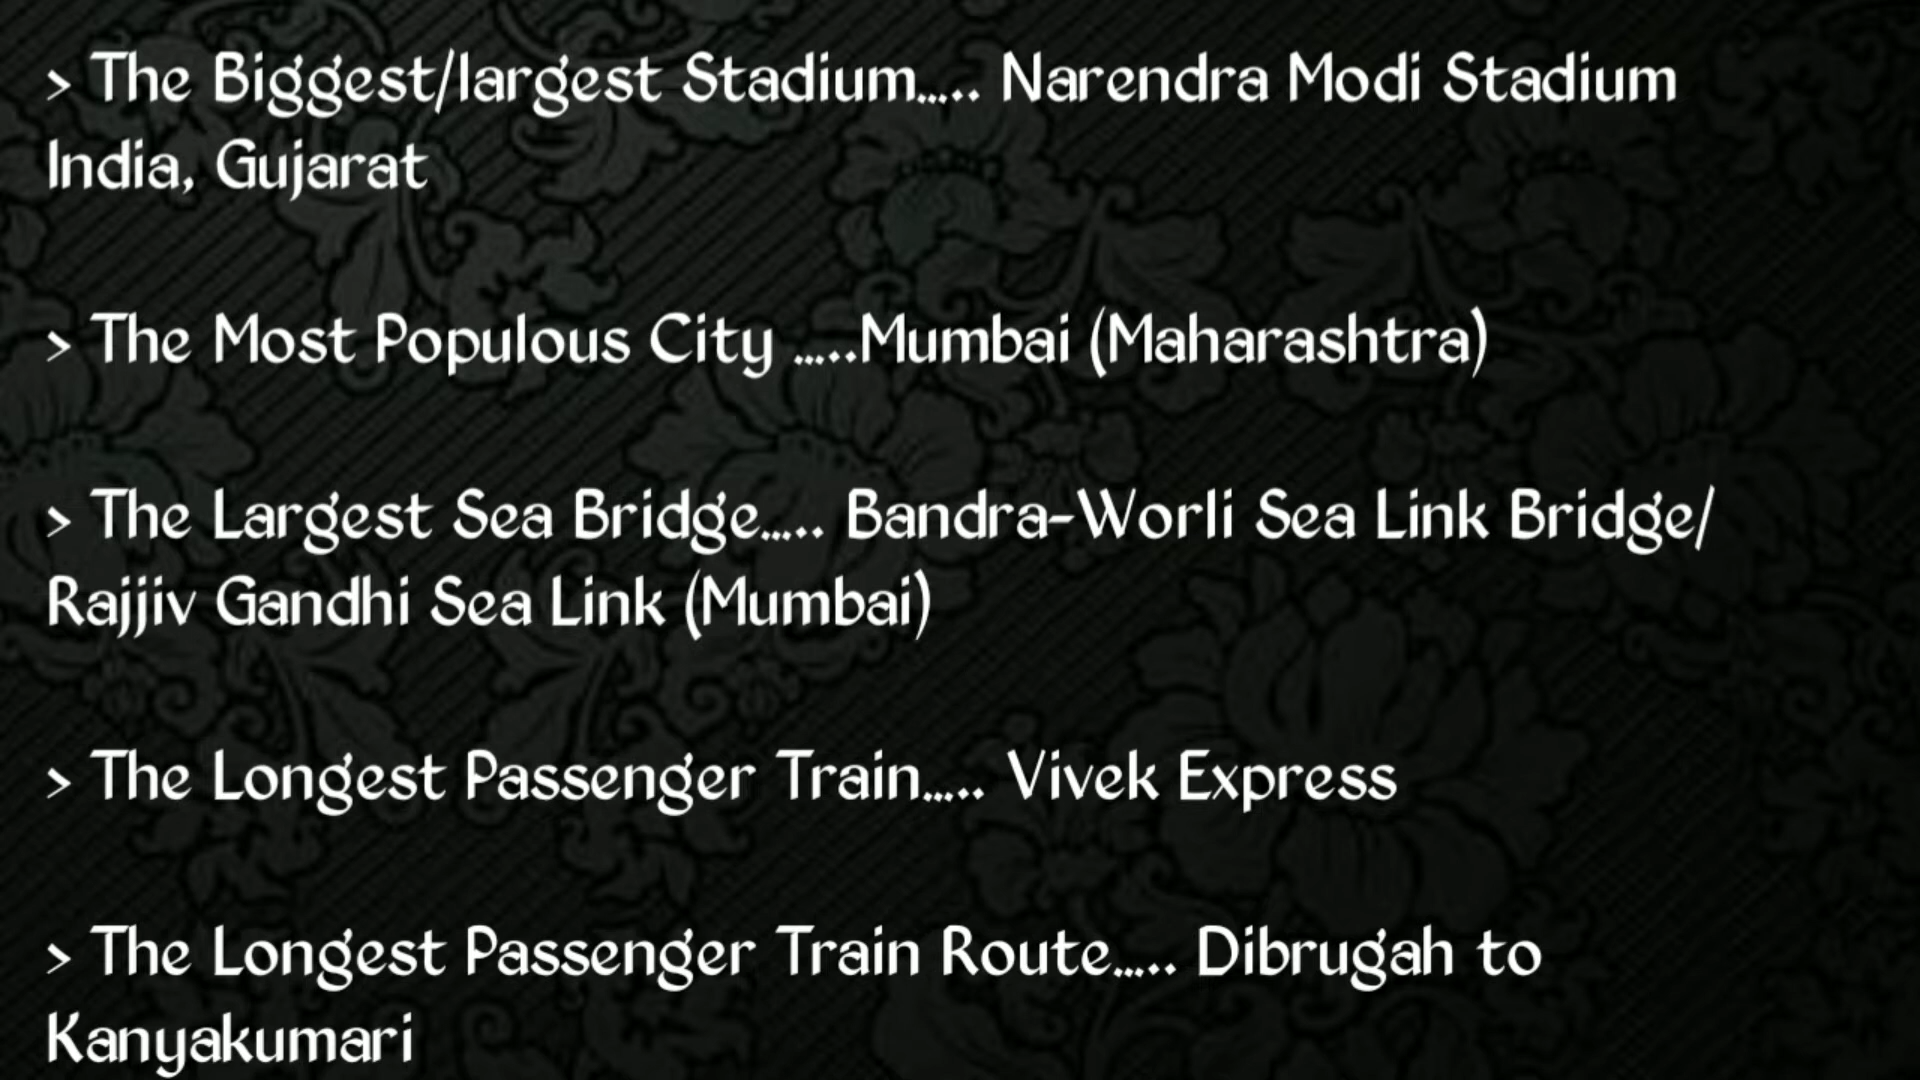 > The Biggest/largest Stadium..... Narendra Modi Stadium
India, Gujarat
> The Most Populous City .....Mumbai (Maharashtra)
> The Largest Sea Bridge..... Bandra-Worli Sea Link Bridge/
Rajjiv Gandhi Sea Link (Mumbai)
> The Longest Passenger Train..... Vivek Express
> The Longest Passenger Train Route..... Dibrugah to
Kanyakumari